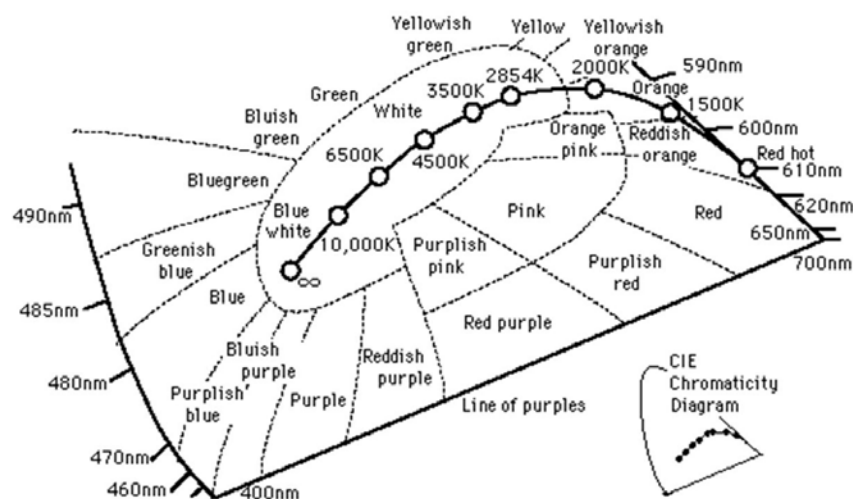 Yellowish
green
Yellow
Yellowish
orange
590nm
2854K
2000K
Orange
3500K
1500K
Green
White
600nm
Bluish
green
Orange
pink
Reddish
orange
Red hot
610nm
6500K
4500K
Bluegreen
620nm
490nm
Blue
white
Pink
Red
650nm
10,000K
Purplish
pink
700nm
Greenish
blue
Purplish
red
∞
Blue
485nm
Red purple
Bluish
purple
Reddish
purple
CIE
Chromaticity
Diagram
480nm
Purplish
blue
Purple
Line of purples
470nm
460nm
400nm